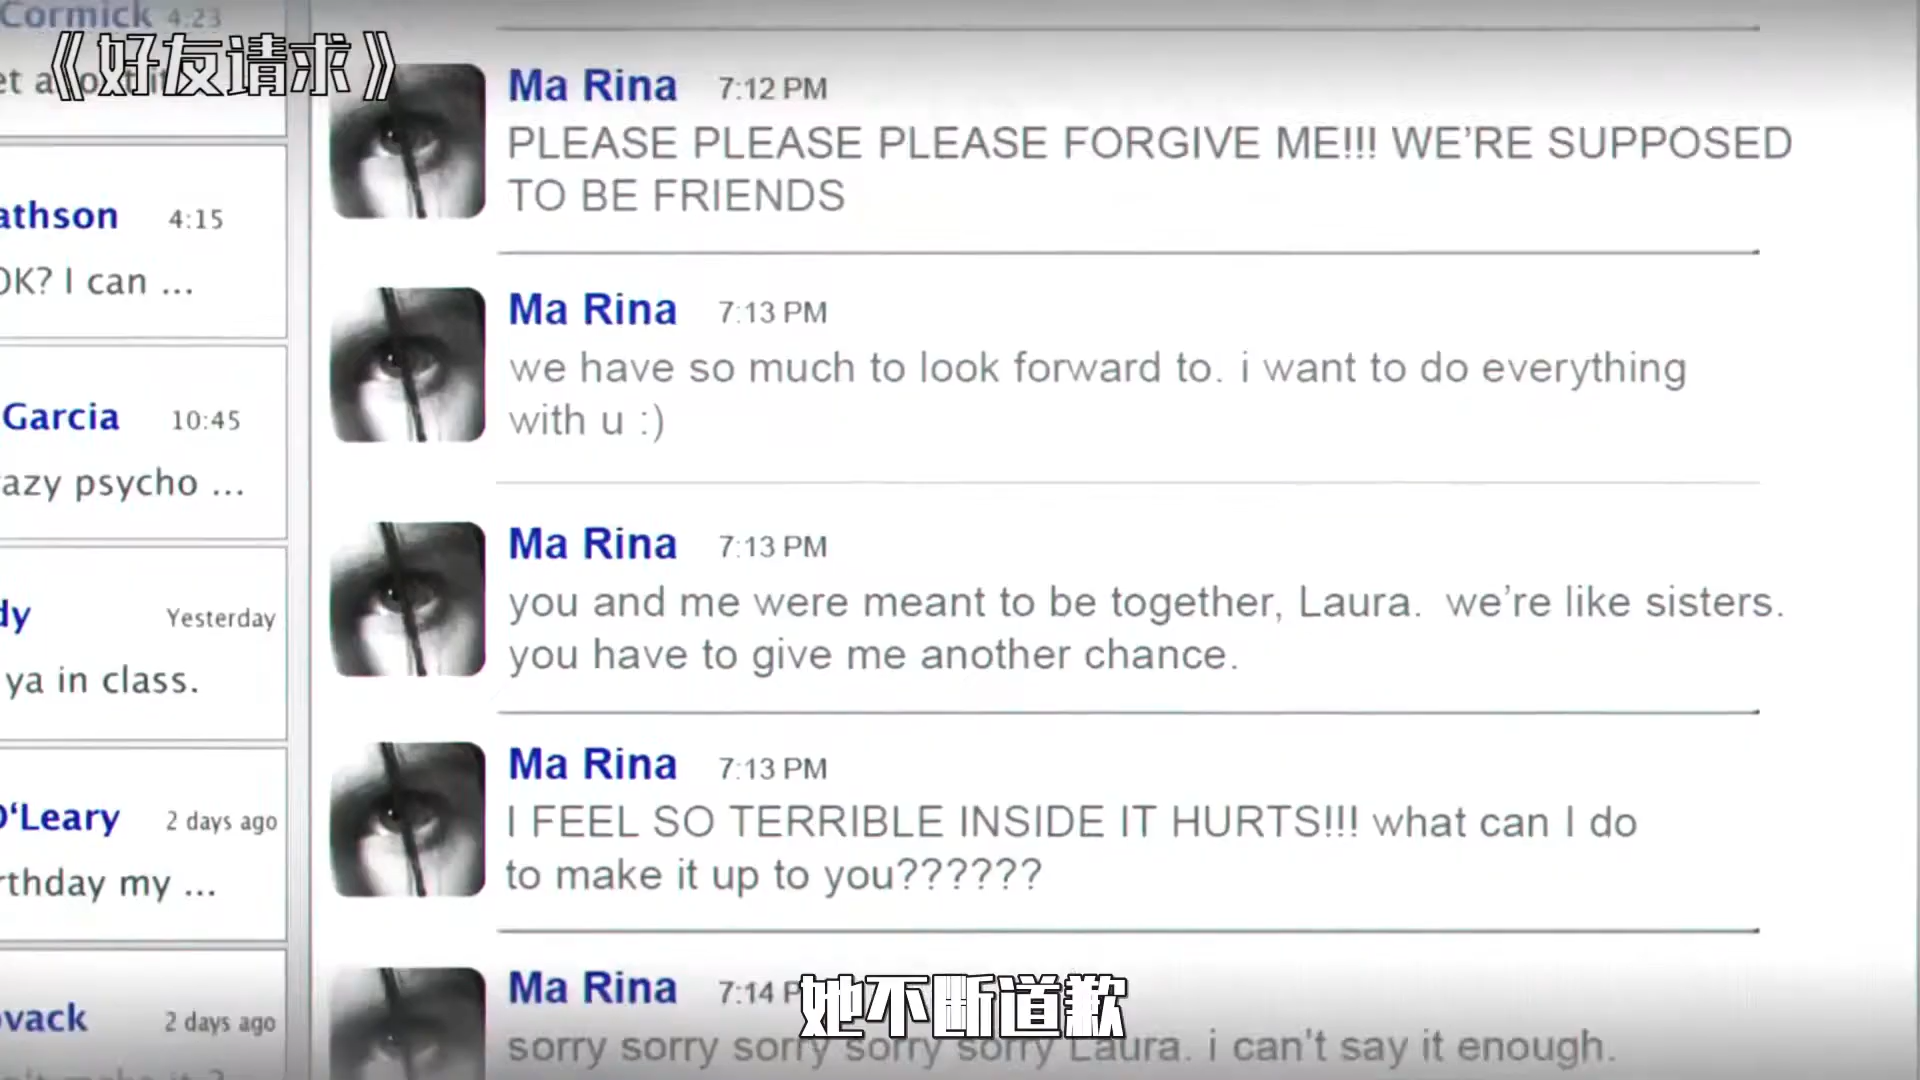 Cormick 4:23
《好友请求》
athson 4:15
OK? I can ...
Garcia 10:45
azy psycho ...
dy Yesterday
ya in class.
O‘Leary 2 days ago
rthday my ...
ovack 2 days ago
Ma Rina 7:12 PM
PLEASE PLEASE PLEASE FORGIVE ME!!! WE’RE SUPPOSED
TO BE FRIENDS
Ma Rina 7:13 PM
we have so much to look forward to. i want to do everything
with u :)
Ma Rina 7:13 PM
you and me were meant to be together, Laura. we’re like sisters.
you have to give me another chance.
Ma Rina 7:13 PM
I FEEL SO TERRIBLE INSIDE IT HURTS!!! what can I do
to make it up to you??????
Ma Rina 7:14 P
sorry sorry sorry sorry sorry Laura. i can't say it enough.
她不断道歉